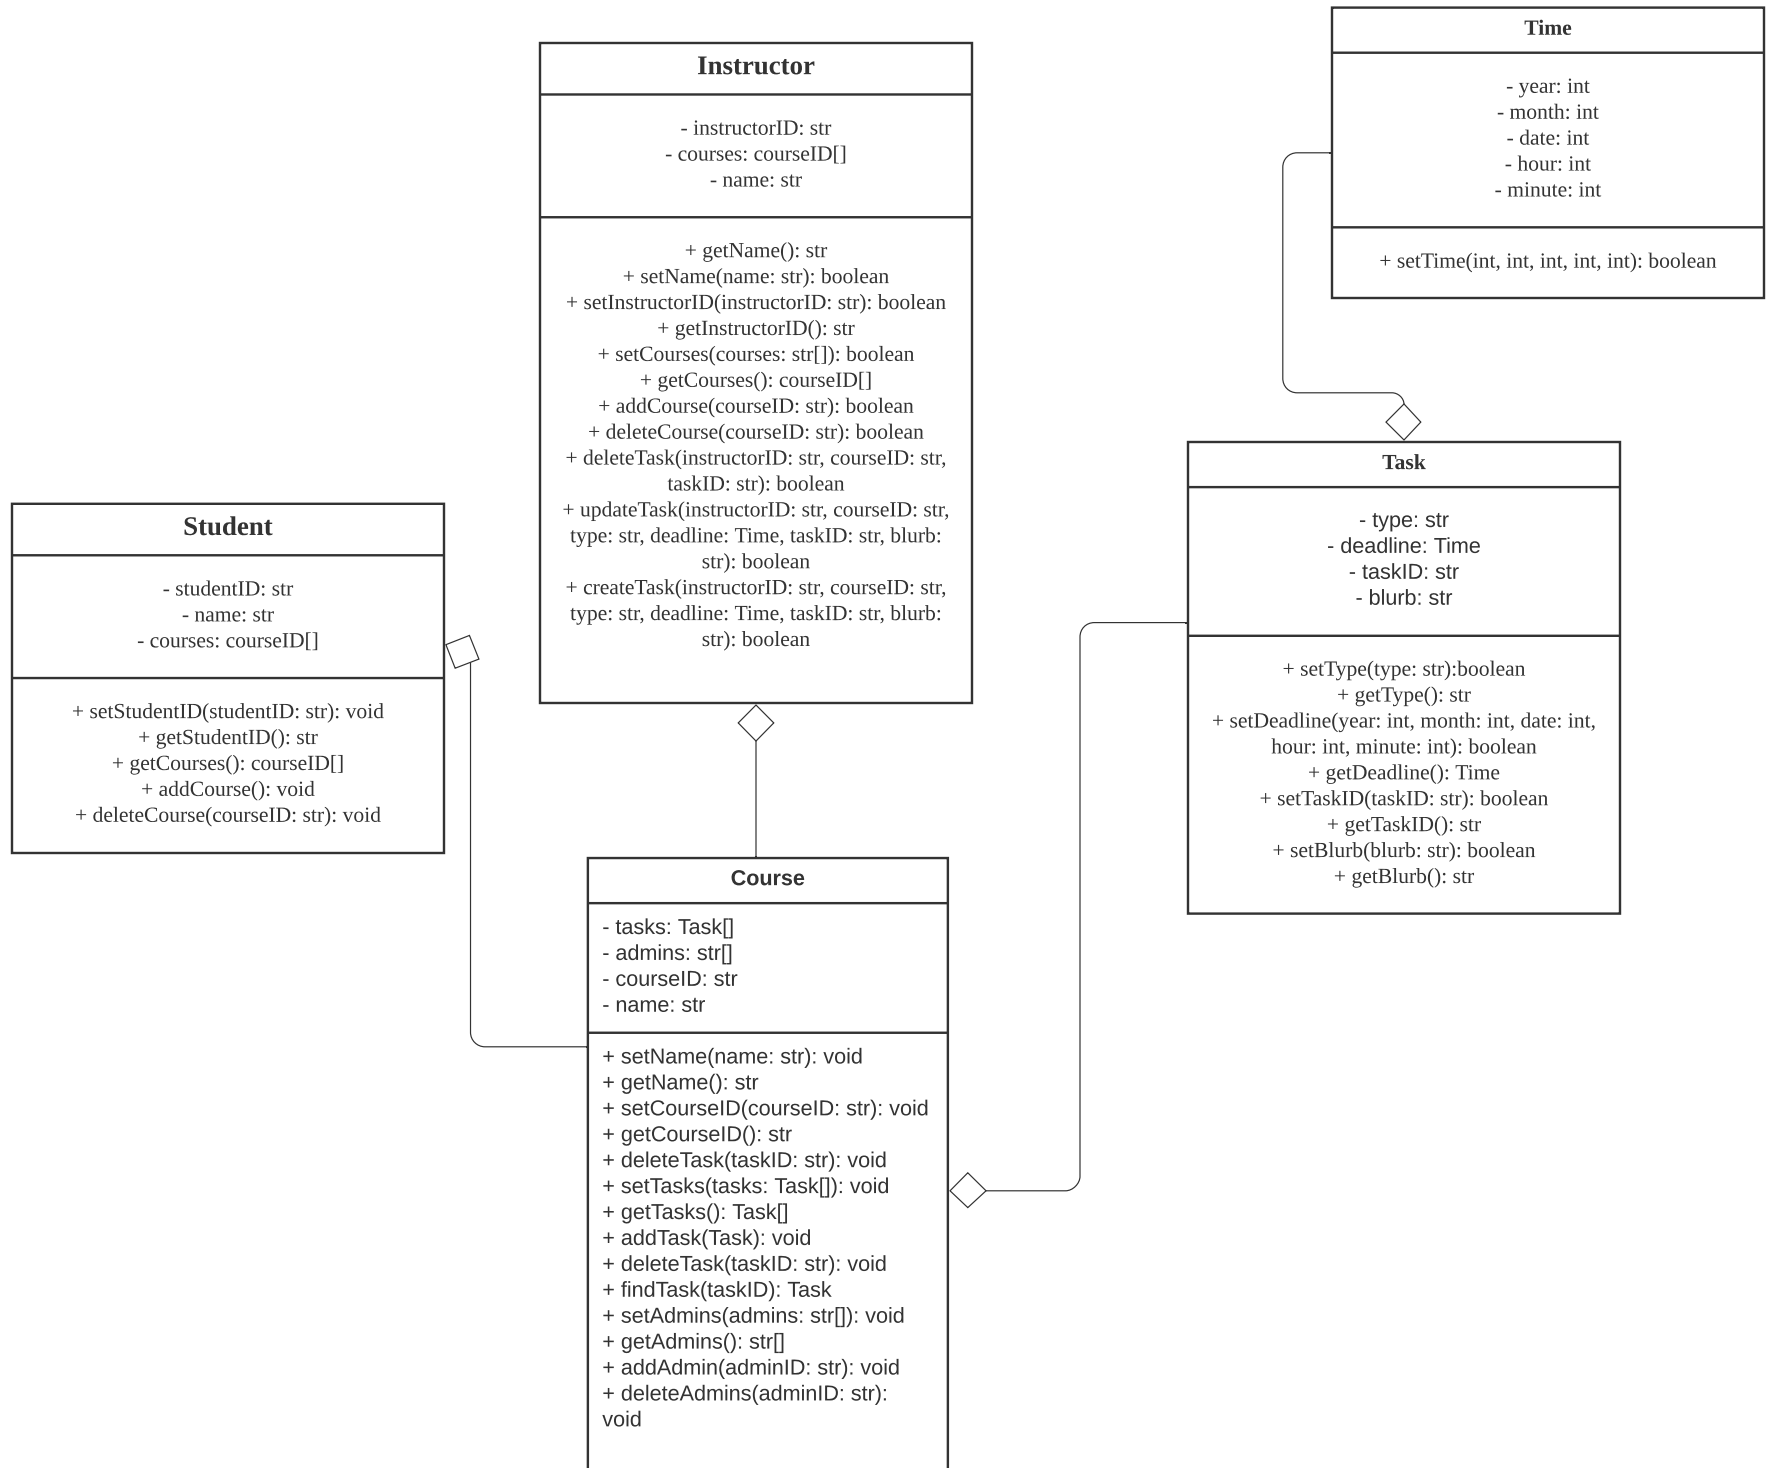 Time
- year: int
- month: int
- date: int
- hour: int
- minute: int
+ setTime(int, int, int, int, int): boolean
Instructor
- instructorID: str
- courses: courseID[]
- name: str
+ getName(): str
+ setName(name: str): boolean
+ setInstructorID(instructorID: str): boolean
+ getInstructorID(): str
+ setCourses(courses: str[]): boolean
+ getCourses(): courseID[]
+ addCourse(courseID: str): boolean
+ deleteCourse(courseID: str): boolean
+ deleteTask(instructorID: str, courseID: str,
taskID: str): boolean
+ updateTask(instructorID: str, courseID: str,
type: str, deadline: Time, taskID: str, blurb:
str): boolean
+ createTask(instructorID: str, courseID: str,
type: str, deadline: Time, taskID: str, blurb:
str): boolean
Task
- type: str
- deadline: Time
- taskID: str
- blurb: str
+ setType(type: str):boolean
+ getType(): str
+ setDeadline(year: int, month: int, date: int,
hour: int, minute: int): boolean
+ getDeadline(): Time
+ setTaskID(taskID: str): boolean
+ getTaskID(): str
+ setBlurb(blurb: str): boolean
+ getBlurb(): str
Student
- studentID: str
- name: str
- courses: courseID[]
+ setStudentID(studentID: str): void
+ getStudentID(): str
+ getCourses(): courseID[]
+ addCourse(): void
+ deleteCourse(courseID: str): void
Course
- tasks: Task[]
- admins: str[]
- courseID: str
- name: str
+ setName(name: str): void
+ getName(): str
+ setCourseID(courseID: str): void
+ getCourseID(): str
+ deleteTask(taskID: str): void
+ setTasks(tasks: Task[]): void
+ getTasks(): Task[]
+ addTask(Task): void
+ deleteTask(taskID: str): void
+ findTask(taskID): Task
+ setAdmins(admins: str[]): void
+ getAdmins(): str[]
+ addAdmin(adminID: str): void
+ deleteAdmins(adminID: str):
void